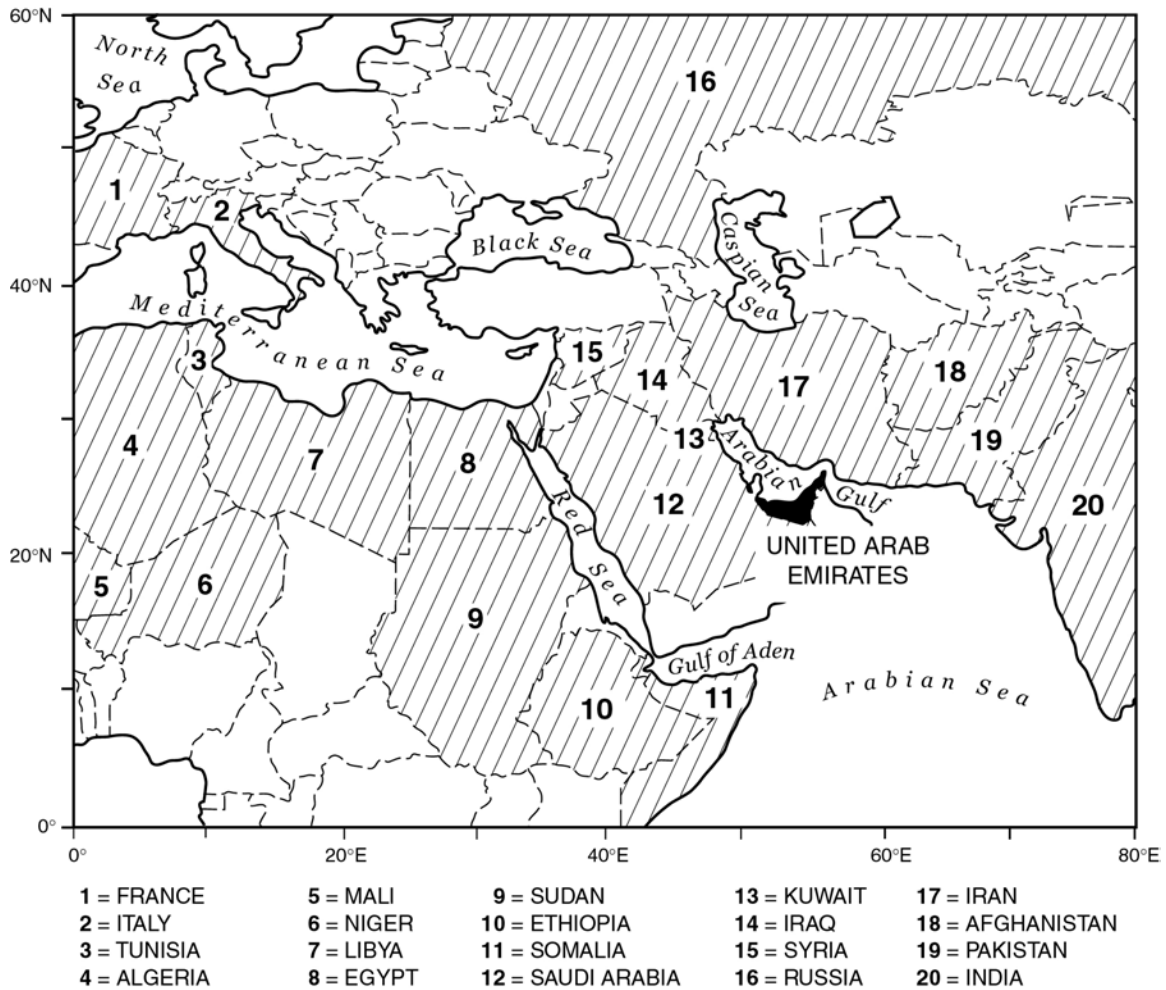 60°N
North
Sea
16
1
2
Black Sea
Caspian
Sea
40°N
Mediterranean Sea
3
15
14
17
18
13
19
4
7
8
Arabian
Gulf
12
20
Red
Sea
20°N
UNITED ARAB
EMIRATES
5
6
9
Gulf of Aden
Arabian Sea
10
11
0°
0°
20°E
40°E
60°E
80°E
1 = FRANCE
2 = ITALY
3 = TUNISIA
4 = ALGERIA
5 = MALI
6 = NIGER
7 = LIBYA
8 = EGYPT
9 = SUDAN
10 = ETHIOPIA
11 = SOMALIA
12 = SAUDI ARABIA
13 = KUWAIT
14 = IRAQ
15 = SYRIA
16 = RUSSIA
17 = IRAN
18 = AFGHANISTAN
19 = PAKISTAN
20 = INDIA